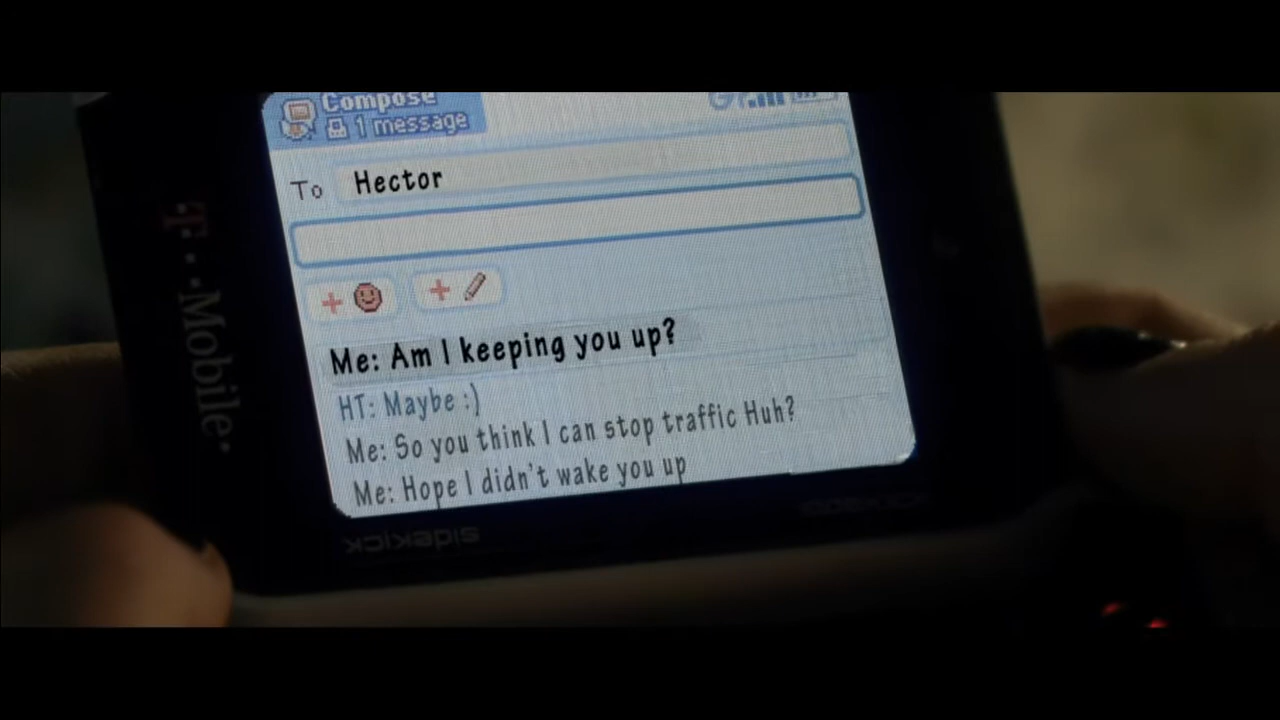 Compose
1 message
To Hector
Me: Am I keeping you up?
HT: Maybe :)
Me: So you think I can stop traffic Huh?
Me: Hope I didn't wake you up
T··Mobile·
sidekick